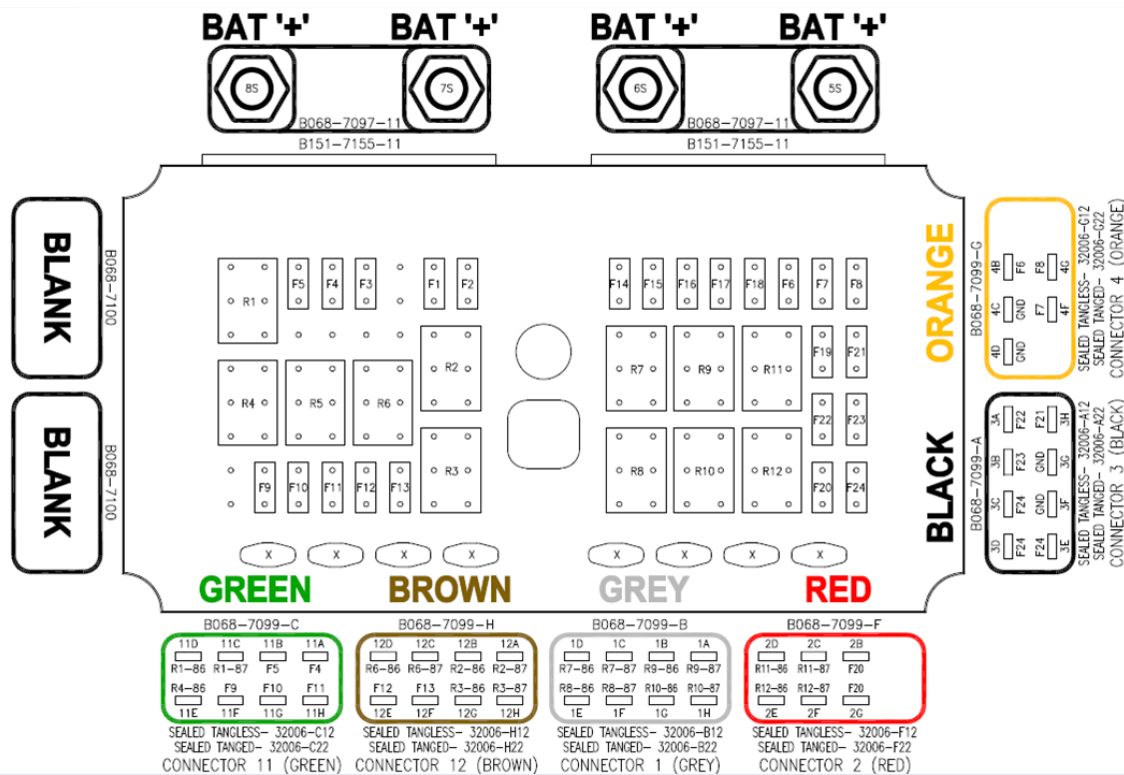 BAT '+' BAT '+' BAT '+' BAT '+'
8S 7S 6S 5S
B068-7097-11 B068-7097-11
B151-7155-11 B151-7155-11
BLANK
B068-7100
BLANK
B068-7100
R1 F5 F4 F3 F1 F2
R2
R4 R5 R6
R3
F9 F10 F11 F12 F13
F14 F15 F16 F17 F18 F6 F7 F8
R7 R9 R11 F19 F21
F22 F23
R8 R10 R12 F20 F24
X X X X X X X X
ORANGE
B068-7099-G
4B F6 F8 4G
4C GND F7 4F
4D GND
SEALED TANGLESS- 32006-G12
SEALED TANGED- 32006-G22
CONNECTOR 4 (ORANGE)
BLACK
B068-7099-A
3A F22 F21 3H
3B F23 GND 3G
3C F24 GND 3F
3D F24 F24 3E
SEALED TANGLESS- 32006-A12
SEALED TANGED- 32006-A22
CONNECTOR 3 (BLACK)
GREEN
B068-7099-C
11D 11C 11B 11A
R1-86 R1-87 F5 F4
R4-86 F9 F10 F11
11E 11F 11G 11H
SEALED TANGLESS- 32006-C12
SEALED TANGED- 32006-C22
CONNECTOR 11 (GREEN)
BROWN
B068-7099-H
12D 12C 12B 12A
R6-86 R6-87 R2-86 R2-87
F12 F13 R3-86 R3-87
12E 12F 12G 12H
SEALED TANGLESS- 32006-H12
SEALED TANGED- 32006-H22
CONNECTOR 12 (BROWN)
GREY
B068-7099-B
1D 1C 1B 1A
R7-86 R7-87 R9-86 R9-87
R8-86 R8-87 R10-86 R10-87
1E 1F 1G 1H
SEALED TANGLESS- 32006-B12
SEALED TANGED- 32006-B22
CONNECTOR 1 (GREY)
RED
B068-7099-F
2D 2C 2B
R11-86 R11-87 F20
R12-86 R12-87 F20
2E 2F 2G
SEALED TANGLESS- 32006-F12
SEALED TANGED- 32006-F22
CONNECTOR 2 (RED)